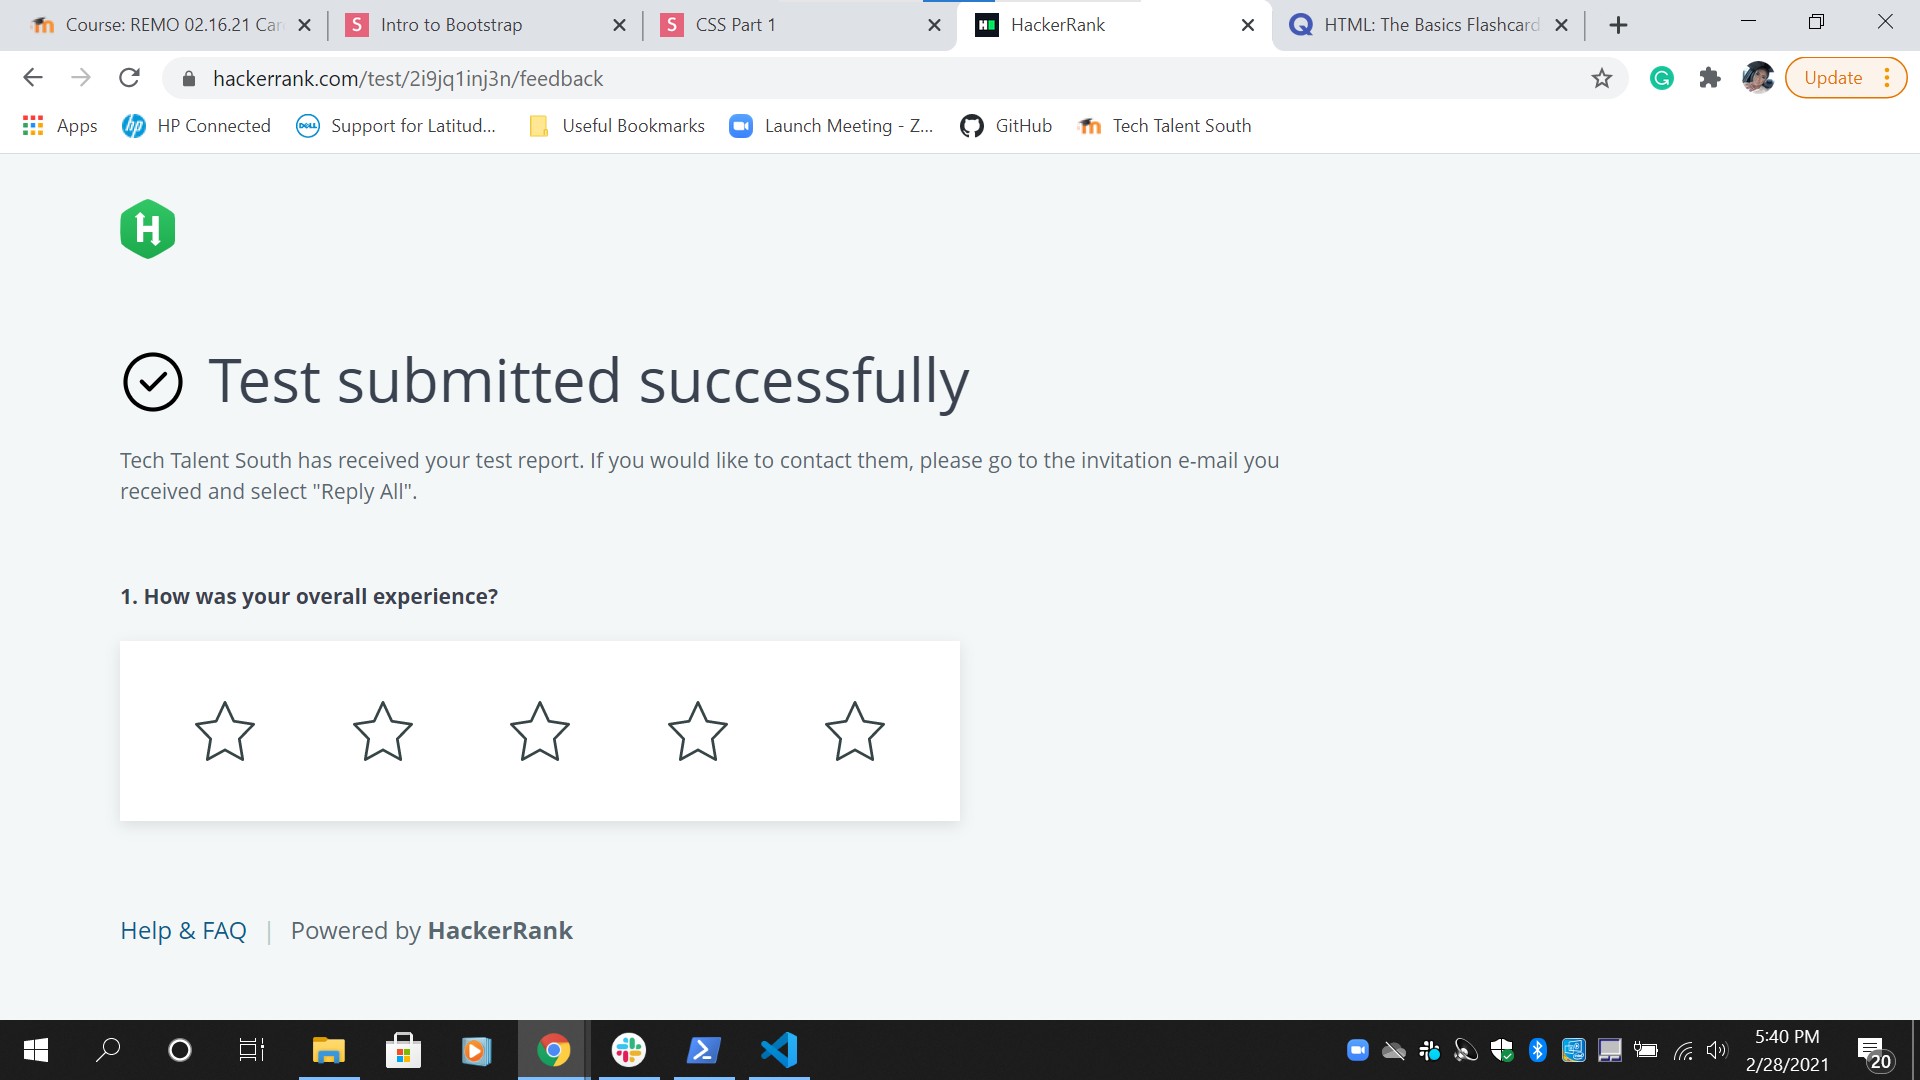 Course: REMO 02.16.21 Car
Intro to Bootstrap
CSS Part 1
HackerRank
HTML: The Basics Flashcard
hackerrank.com/test/2i9jq1inj3n/feedback
Update
Apps
HP Connected
Support for Latitud...
Useful Bookmarks
Launch Meeting - Z...
GitHub
Tech Talent South
Test submitted successfully
Tech Talent South has received your test report. If you would like to contact them, please go to the invitation e-mail you
received and select "Reply All".
1. How was your overall experience?
Help & FAQ | Powered by HackerRank
5:40 PM
2/28/2021
20